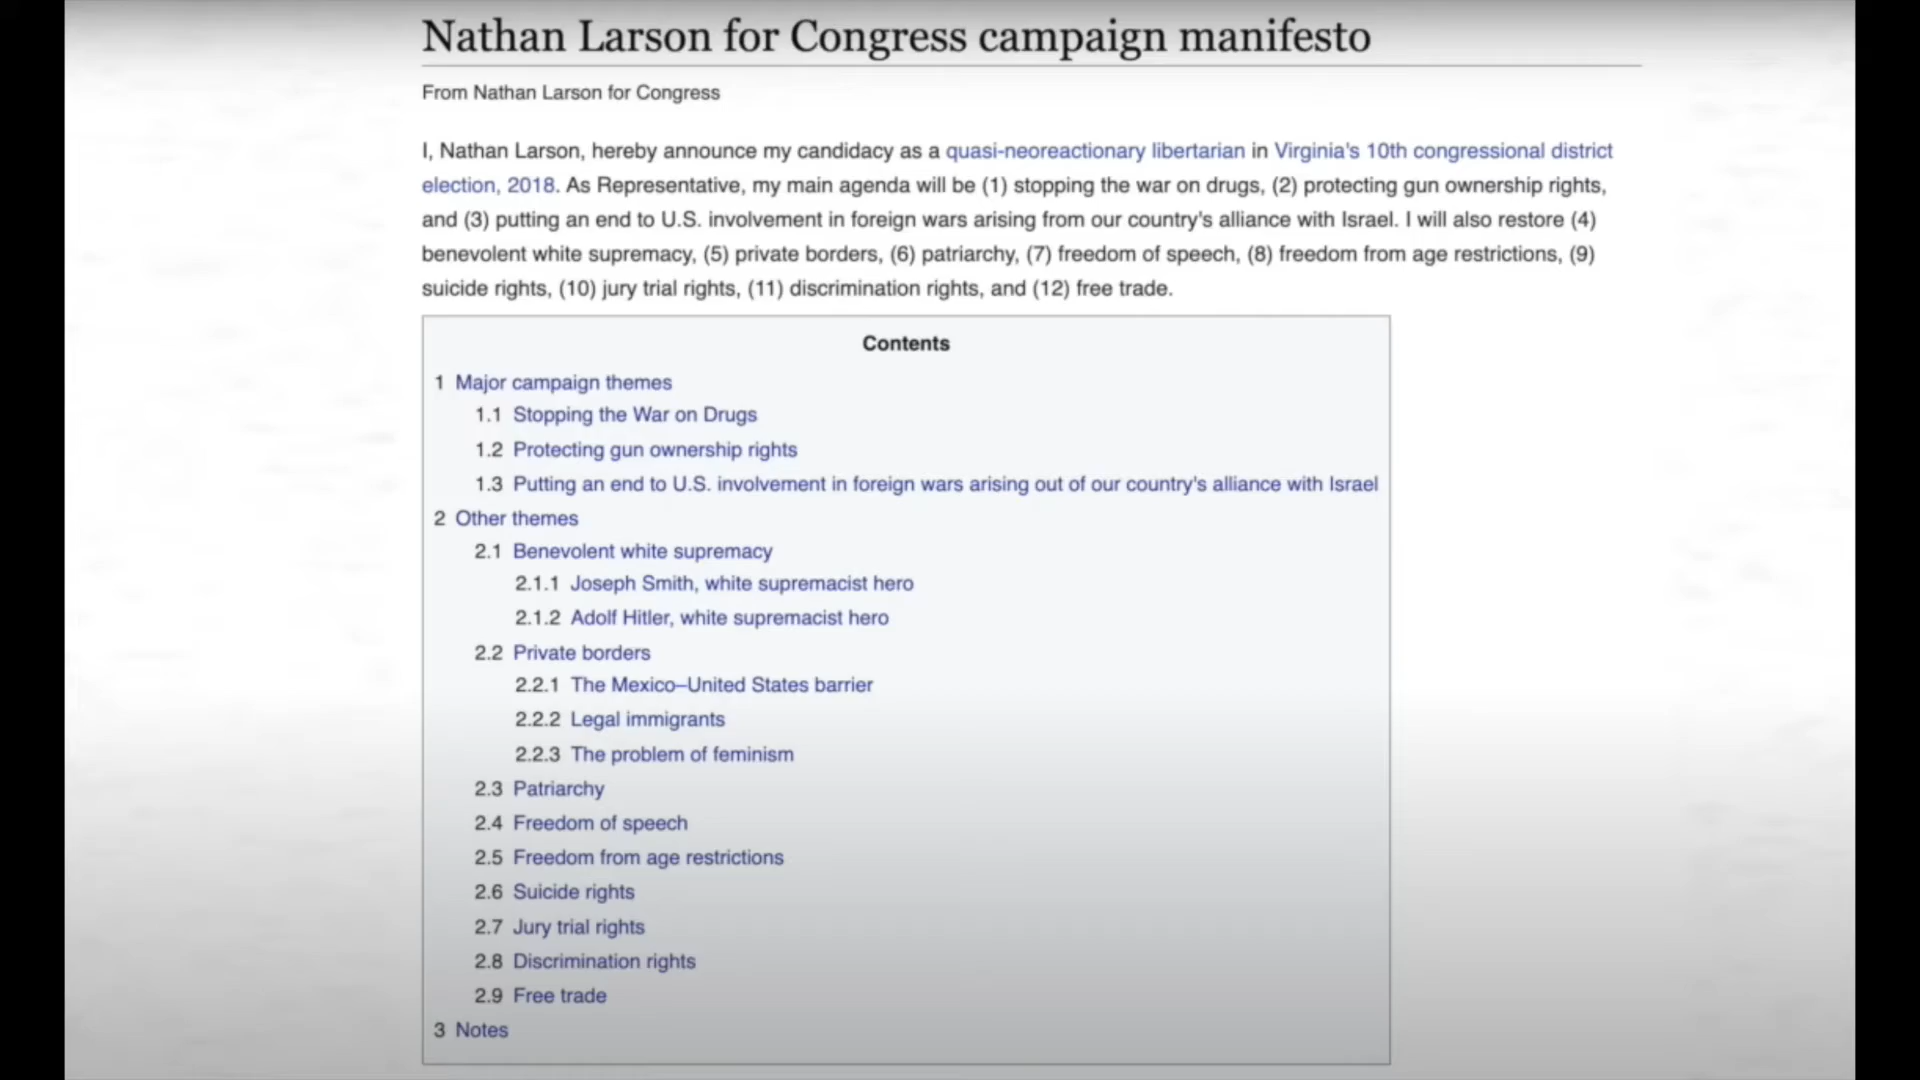 Nathan Larson for Congress campaign manifesto
From Nathan Larson for Congress
I, Nathan Larson, hereby announce my candidacy as a quasi-neoreactionary libertarian in Virginia's 10th congressional district
election, 2018. As Representative, my main agenda will be (1) stopping the war on drugs, (2) protecting gun ownership rights,
and (3) putting an end to U.S. involvement in foreign wars arising from our country's alliance with Israel. I will also restore (4)
benevolent white supremacy, (5) private borders, (6) patriarchy, (7) freedom of speech, (8) freedom from age restrictions, (9)
suicide rights, (10) jury trial rights, (11) discrimination rights, and (12) free trade.
Contents
1 Major campaign themes
1.1 Stopping the War on Drugs
1.2 Protecting gun ownership rights
1.3 Putting an end to U.S. involvement in foreign wars arising out of our country's alliance with Israel
2 Other themes
2.1 Benevolent white supremacy
2.1.1 Joseph Smith, white supremacist hero
2.1.2 Adolf Hitler, white supremacist hero
2.2 Private borders
2.2.1 The Mexico–United States barrier
2.2.2 Legal immigrants
2.2.3 The problem of feminism
2.3 Patriarchy
2.4 Freedom of speech
2.5 Freedom from age restrictions
2.6 Suicide rights
2.7 Jury trial rights
2.8 Discrimination rights
2.9 Free trade
3 Notes